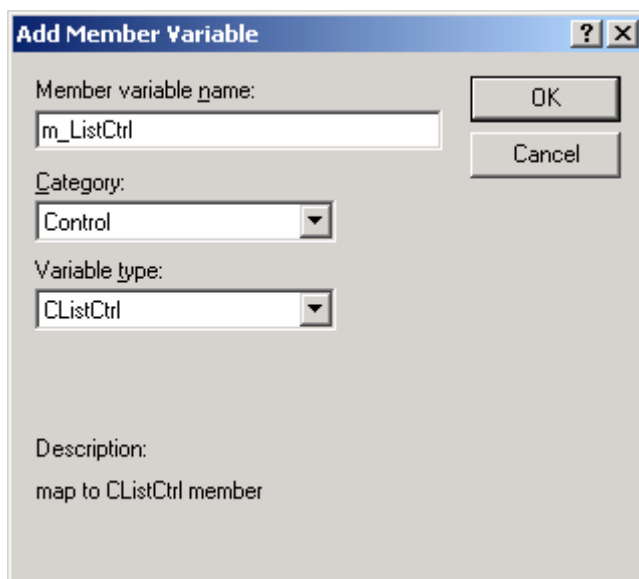 Add Member Variable
Member variable name:
m_ListCtrl
OK
Cancel
Category:
Control
Variable type:
CListCtrl
Description:
map to CListCtrl member